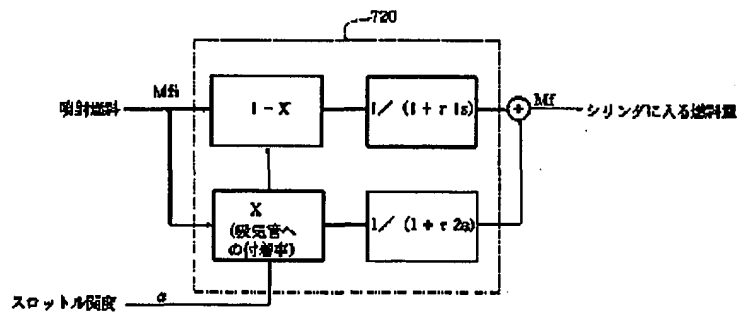 720
噴射燃料
Mfi
1 - X
1／(1 + τ 1s)
Mf
シリンダに入る燃料量
X
(吸気管へ
の付着率)
1／(1 + τ 2s)
スロットル開度
α